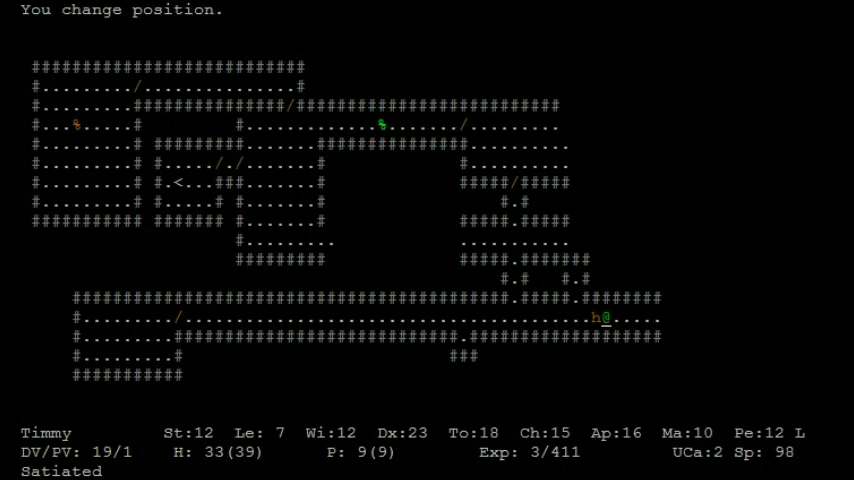 You change position.
Timmy St:12 Le: 7 Wi:12 Dx:23 To:18 Ch:15 Ap:16 Ma:10 Pe:12 L
DV/PV: 19/1 H: 33(39) P: 9(9) Exp: 3/411 UCa:2 Sp: 98
Satiated